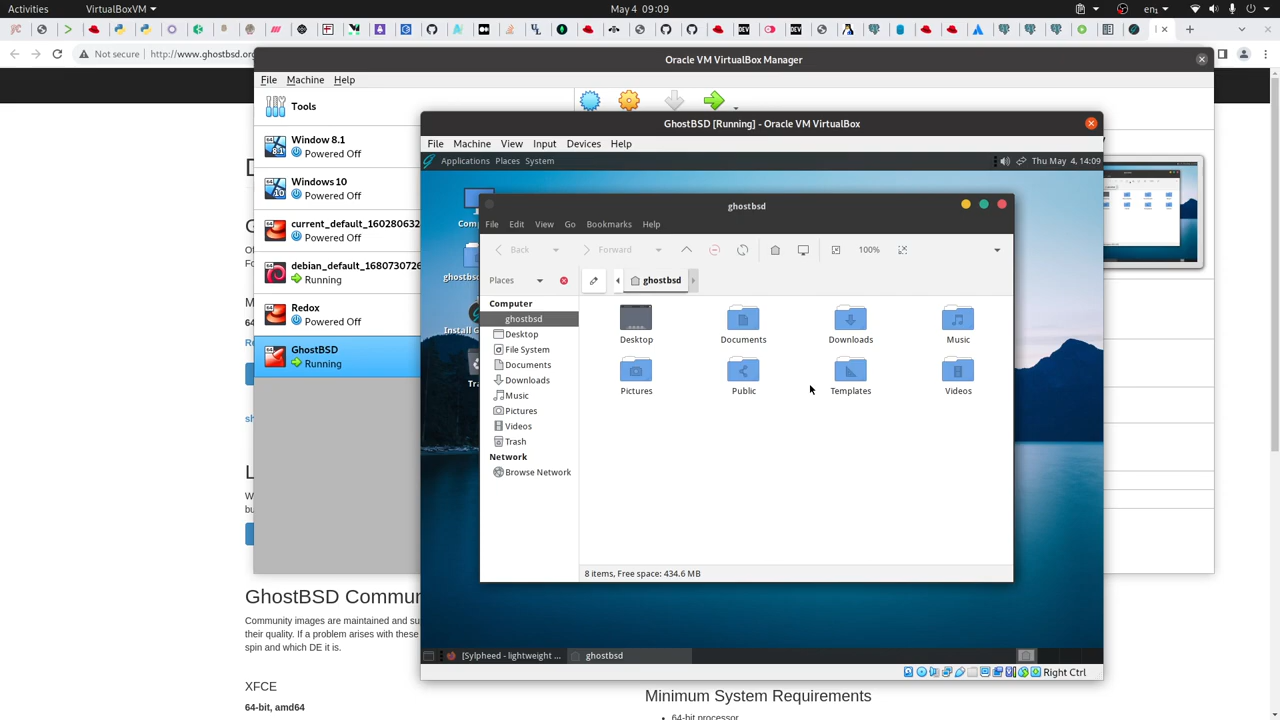 Activities
VirtualBoxVM
May 4 09:09
en
Not secure
http://www.ghostbsd.org
Oracle VM VirtualBox Manager
File Machine Help
Tools
Window 8.1
Powered Off
Windows 10
Powered Off
current_default_160280632
Powered Off
debian_default_1680730726
Running
Redox
Powered Off
GhostBSD
Running
GhostBSD [Running] - Oracle VM VirtualBox
File Machine View Input Devices Help
Applications Places System
Thu May 4, 14:09
ghostbsd
File Edit View Go Bookmarks Help
Back
Forward
100%
Places
ghostbsd
Computer
ghostbsd
Desktop
File System
Documents
Downloads
Music
Pictures
Videos
Trash
Network
Browse Network
Desktop
Documents
Downloads
Music
Pictures
Public
Templates
Videos
8 items, Free space: 434.6 MB
Com
ghostbs
Install G
Tra
[Sylpheed - lightweight ...
ghostbsd
Right Ctrl
GhostBSD Commun
Community images are maintained and su
their quality. If a problem arises with these
spin and which DE it is.
XFCE
64-bit, amd64
Minimum System Requirements
64-bit processor